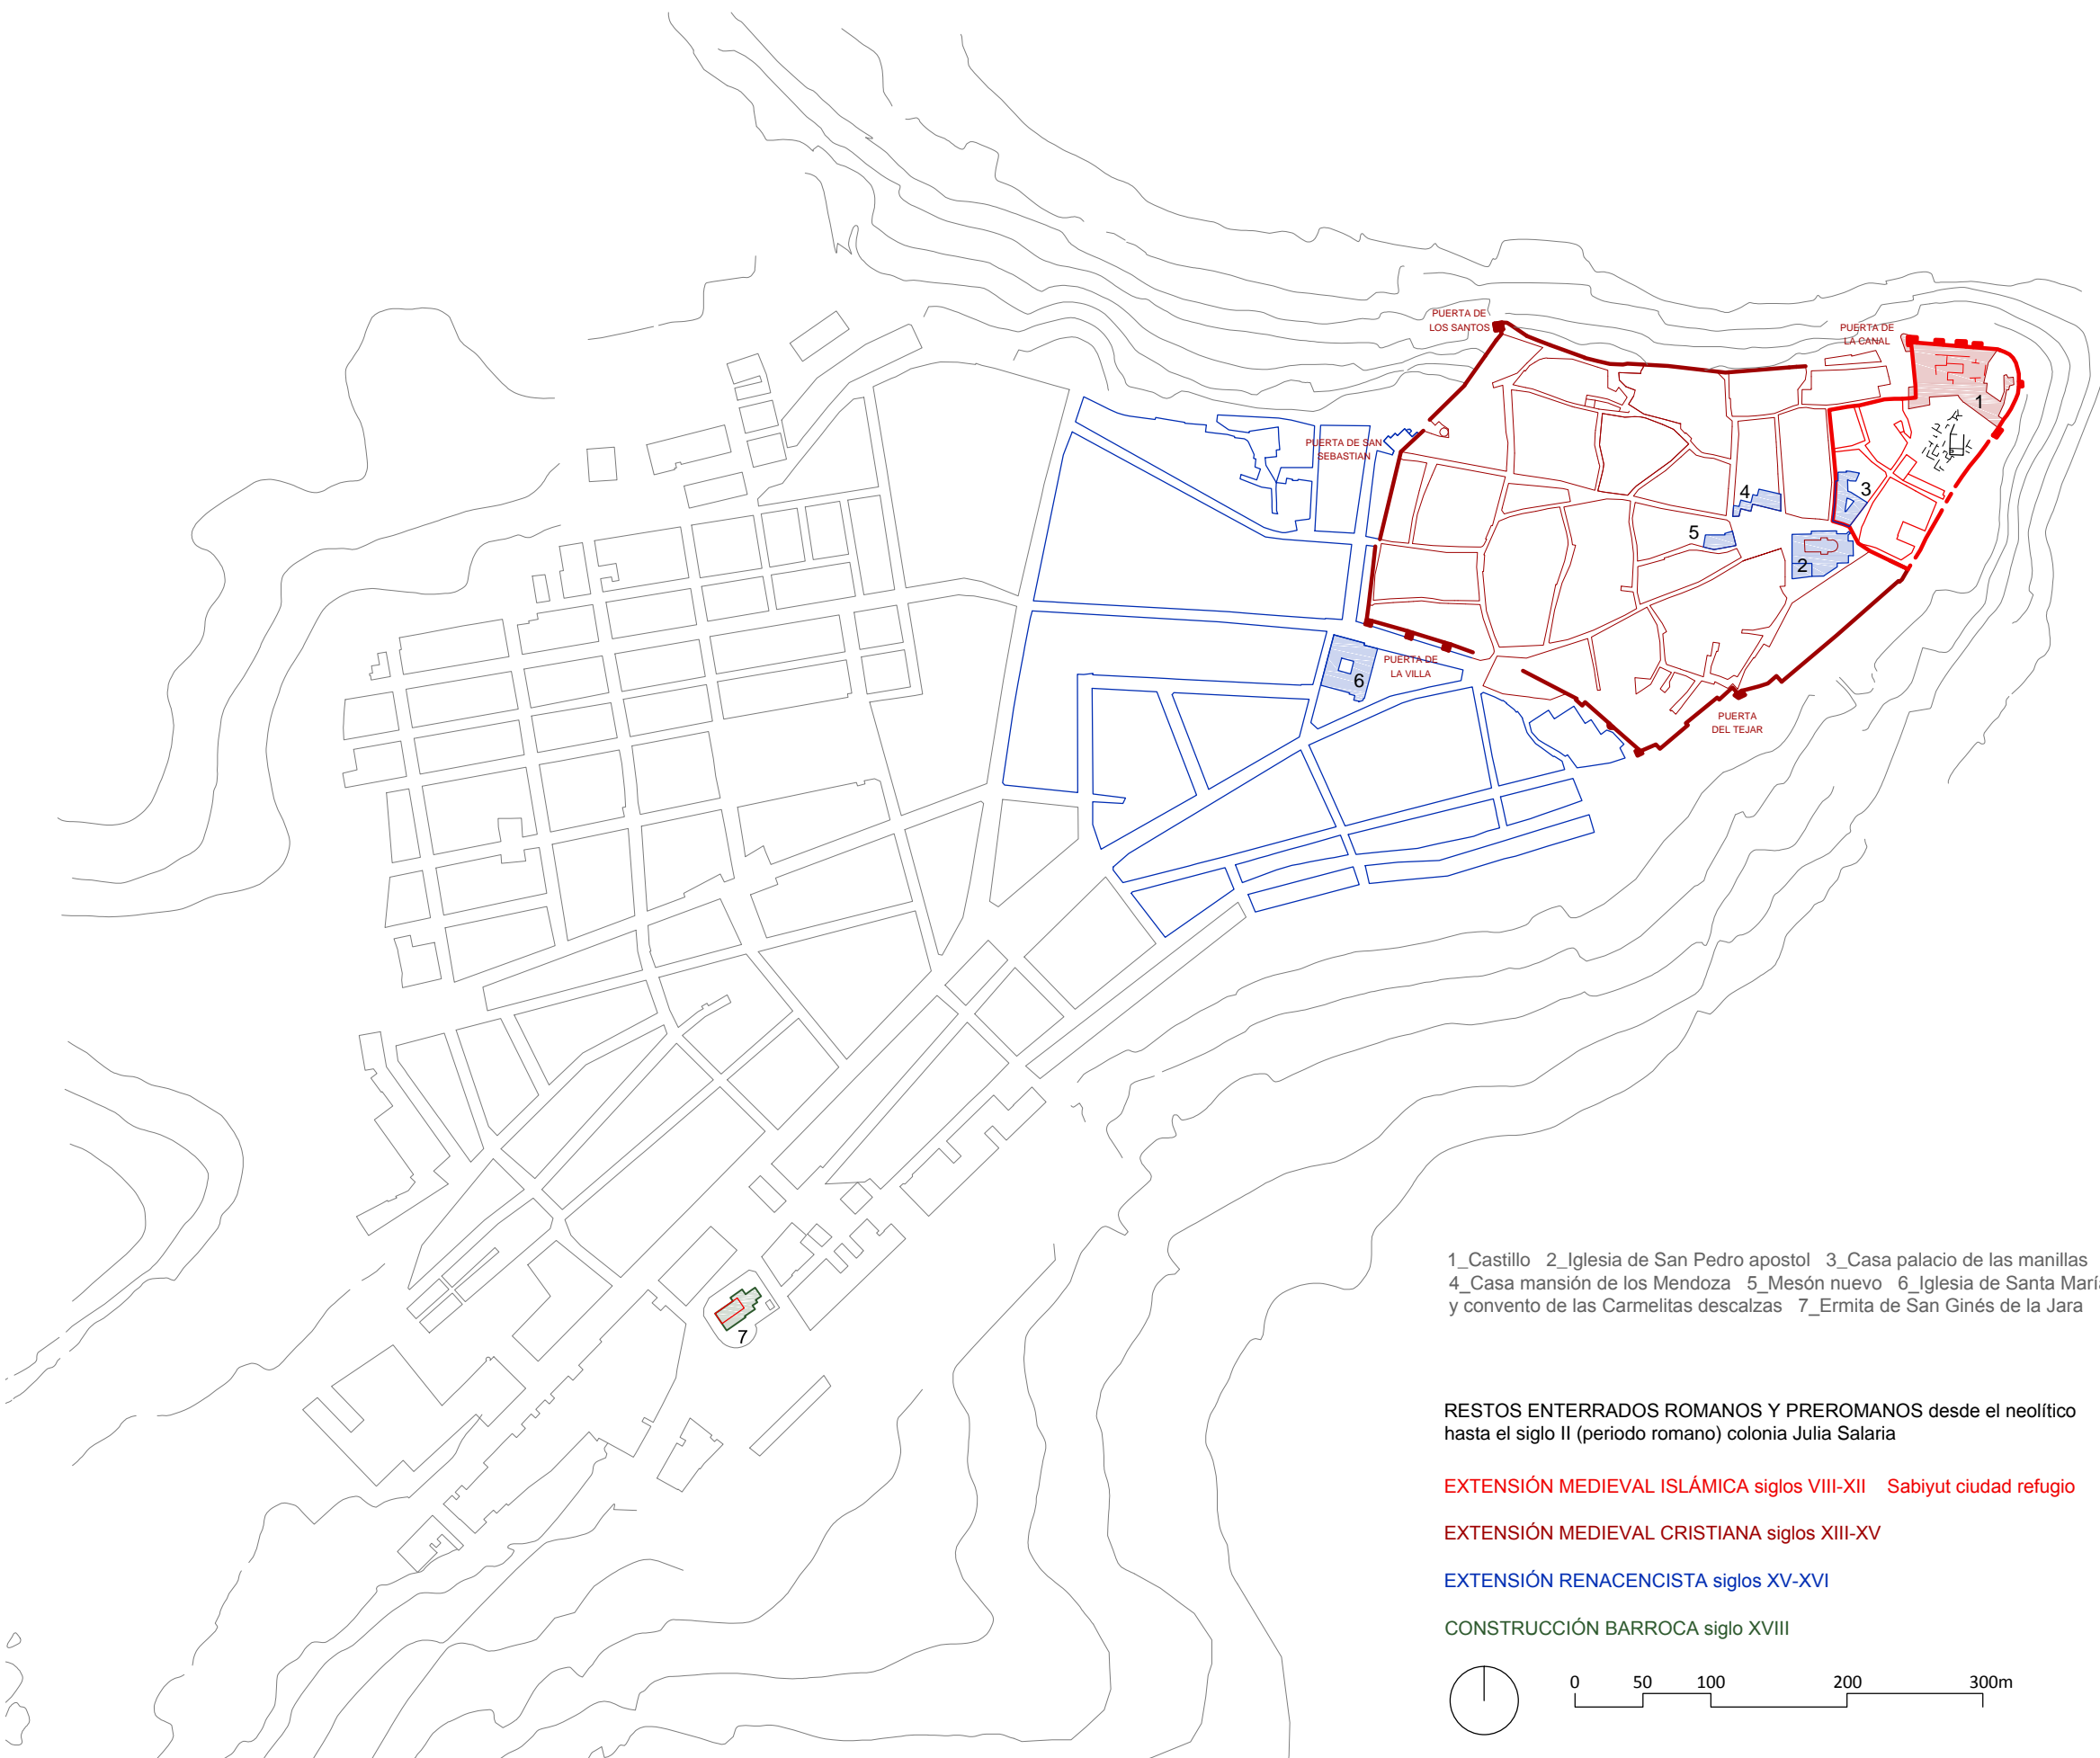 PUERTA DE
LOS SANTOS
PUERTA DE
LA CANAL
1
PUERTA DE SAN
SEBASTIAN
3
4
5
2
PUERTA DE
LA VILLA
6
PUERTA
DEL TEJAR
7
1_Castillo 2_Iglesia de San Pedro apostol 3_Casa palacio de las manillas
4_Casa mansión de los Mendoza 5_Mesón nuevo 6_Iglesia de Santa María
y convento de las Carmelitas descalzas 7_Ermita de San Ginés de la Jara
RESTOS ENTERRADOS ROMANOS Y PREROMANOS desde el neolítico
hasta el siglo II (periodo romano) colonia Julia Salaria
EXTENSIÓN MEDIEVAL ISLÁMICA siglos VIII-XII Sabiyut ciudad refugio
EXTENSIÓN MEDIEVAL CRISTIANA siglos XIII-XV
EXTENSIÓN RENACENCISTA siglos XV-XVI
CONSTRUCCIÓN BARROCA siglo XVIII
0 50 100 200 300m